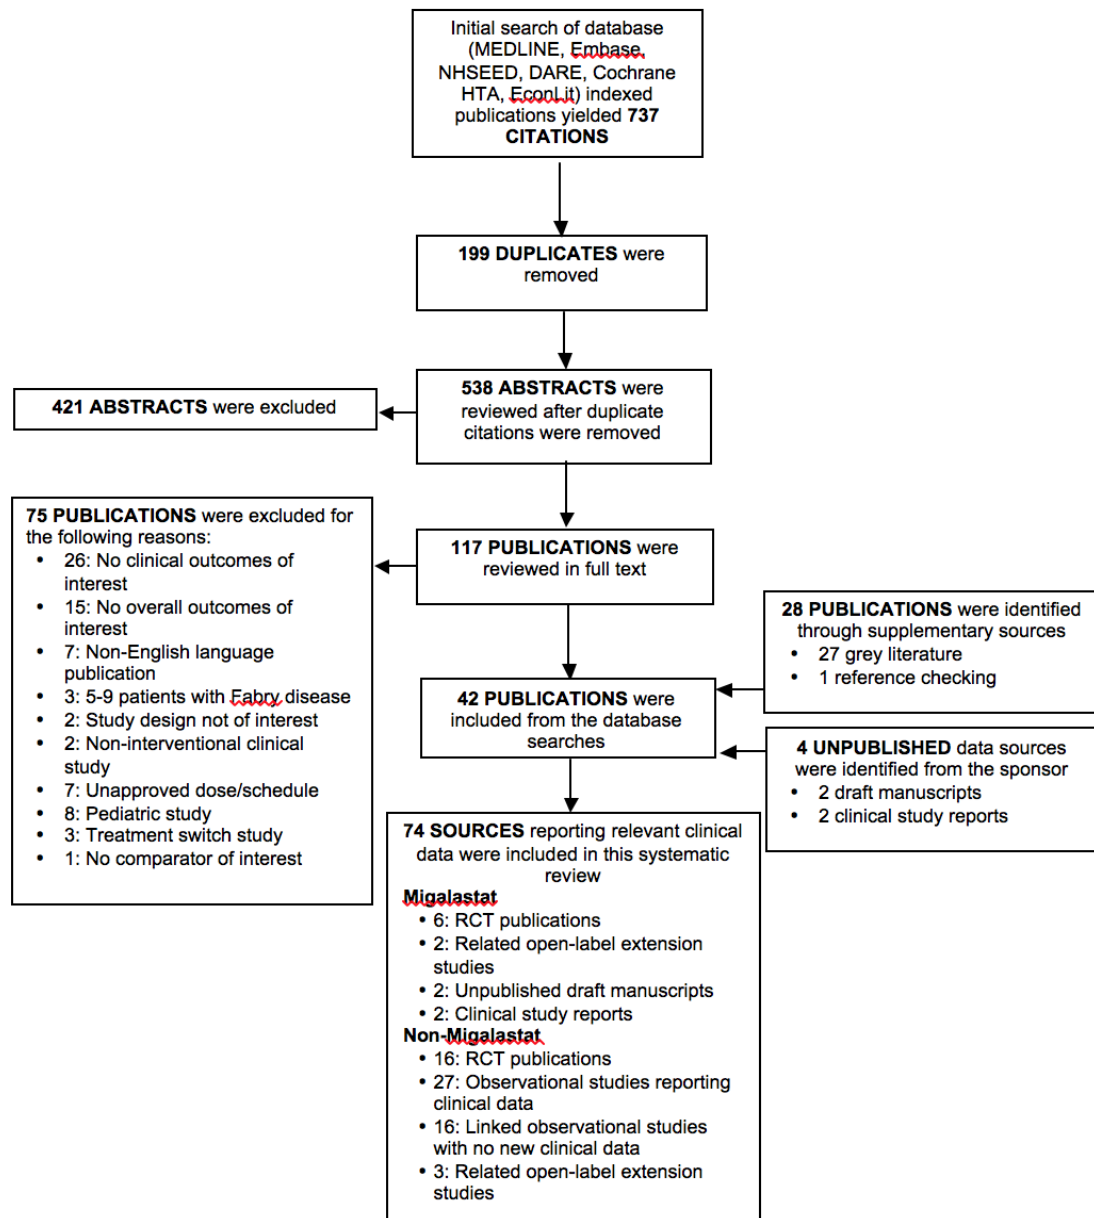 Initial search of database
(MEDLINE, Embase,
NHSEED, DARE, Cochrane
HTA, EconLit) indexed
publications yielded 737
CITATIONS
199 DUPLICATES were
removed
538 ABSTRACTS were
reviewed after duplicate
citations were removed
421 ABSTRACTS were excluded
117 PUBLICATIONS were
reviewed in full text
75 PUBLICATIONS were excluded for
the following reasons:
• 26: No clinical outcomes of
interest
• 15: No overall outcomes of
interest
• 7: Non-English language
publication
• 3: 5-9 patients with Fabry disease
• 2: Study design not of interest
• 2: Non-interventional clinical
study
• 7: Unapproved dose/schedule
• 8: Pediatric study
• 3: Treatment switch study
• 1: No comparator of interest
28 PUBLICATIONS were identified
through supplementary sources
• 27 grey literature
• 1 reference checking
42 PUBLICATIONS were
included from the database
searches
4 UNPUBLISHED data sources
were identified from the sponsor
• 2 draft manuscripts
• 2 clinical study reports
74 SOURCES reporting relevant clinical
data were included in this systematic
review
Migalastat
• 6: RCT publications
• 2: Related open-label extension
studies
• 2: Unpublished draft manuscripts
• 2: Clinical study reports
Non-Migalastat
• 16: RCT publications
• 27: Observational studies reporting
clinical data
• 16: Linked observational studies
with no new clinical data
• 3: Related open-label extension
studies